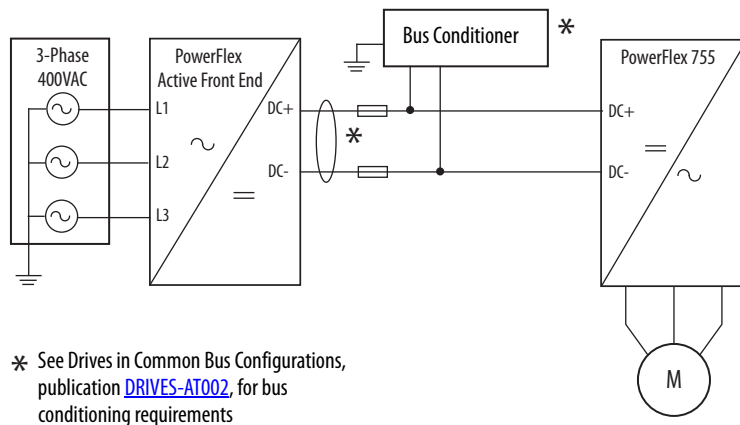 3-Phase
400VAC
PowerFlex
Active Front End
L1
L2
L3
DC+
DC-
*
Bus Conditioner
*
PowerFlex 755
DC+
DC-
M
* See Drives in Common Bus Configurations,
publication DRIVES-AT002, for bus
conditioning requirements